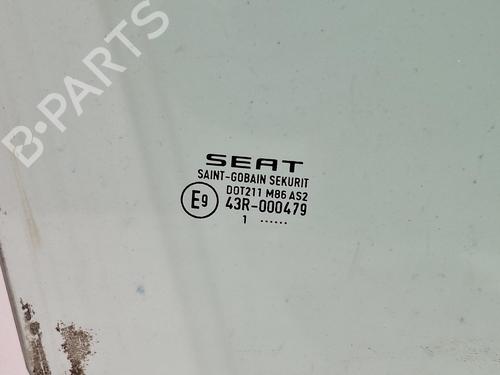 B-PARTS
SEAT
SAINT-GOBAIN SEKURIT
DOT211 M86 AS2
E9 43R-000479
1 ......